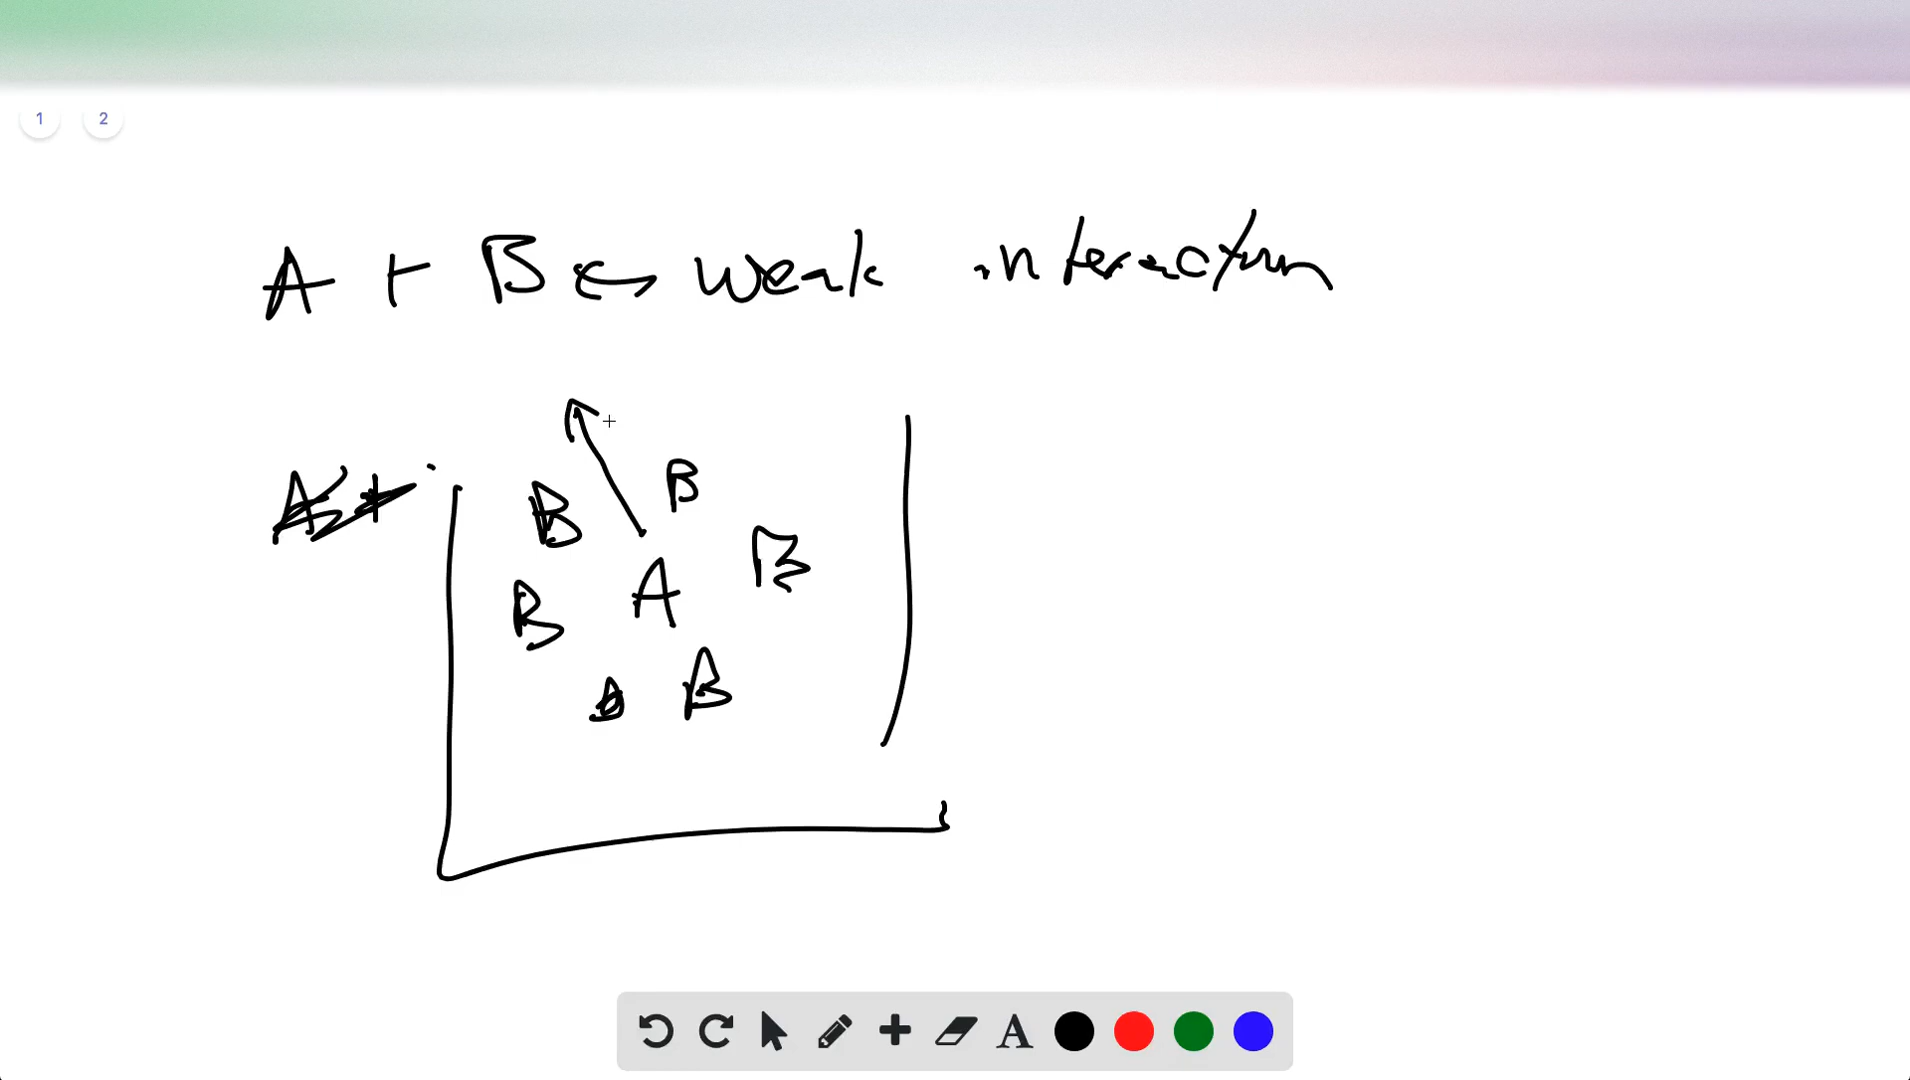 1 2
A + B ↔ weak interaction
A +
B B
B
B A
B
A